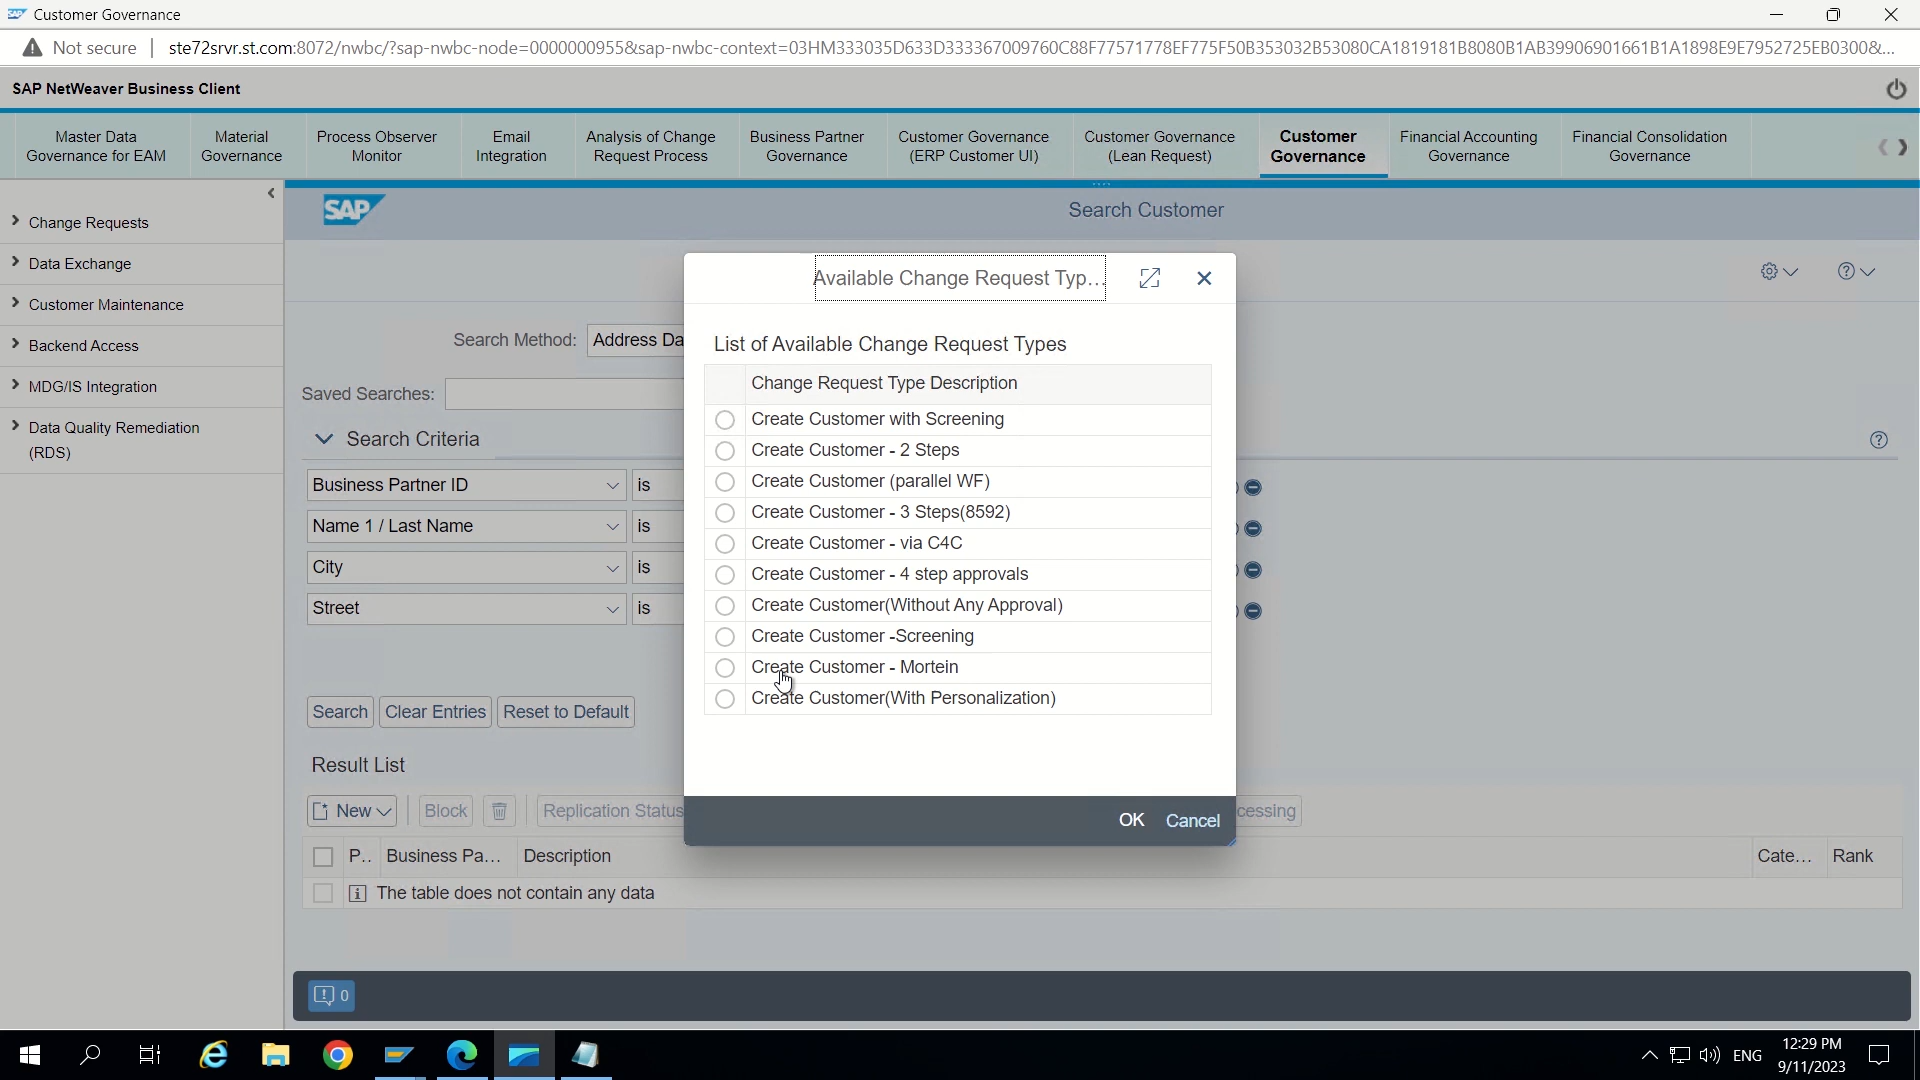 Customer Governance
Not secure
ste72srvr.st.com:8072/nwbc/?sap-nwbc-node=0000000955&sap-nwbc-context=03HM333035D633D333367009760C88F77571778EF775F50B353032B53080CA1819181B8080B1AB39906901661B1A1898E9E7952725EB0300&...
SAP NetWeaver Business Client
Master Data
Governance for EAM
Material
Governance
Process Observer
Monitor
Email
Integration
Analysis of Change
Request Process
Business Partner
Governance
Customer Governance
(ERP Customer UI)
Customer Governance
(Lean Request)
Customer
Governance
Financial Accounting
Governance
Financial Consolidation
Governance
Change Requests
Data Exchange
Customer Maintenance
Backend Access
MDG/IS Integration
Data Quality Remediation
(RDS)
SAP
Search Customer
Search Method: Address Da
Saved Searches:
Search Criteria
Business Partner ID is
Name 1 / Last Name is
City is
Street is
Search Clear Entries Reset to Default
Result List
New Block Replication Status cessing
P.. Business Pa... Description Cate... Rank
The table does not contain any data
0
Available Change Request Typ...
List of Available Change Request Types
Change Request Type Description
Create Customer with Screening
Create Customer - 2 Steps
Create Customer (parallel WF)
Create Customer - 3 Steps(8592)
Create Customer - via C4C
Create Customer - 4 step approvals
Create Customer(Without Any Approval)
Create Customer -Screening
Create Customer - Mortein
Create Customer(With Personalization)
OK Cancel
ENG
12:29 PM
9/11/2023